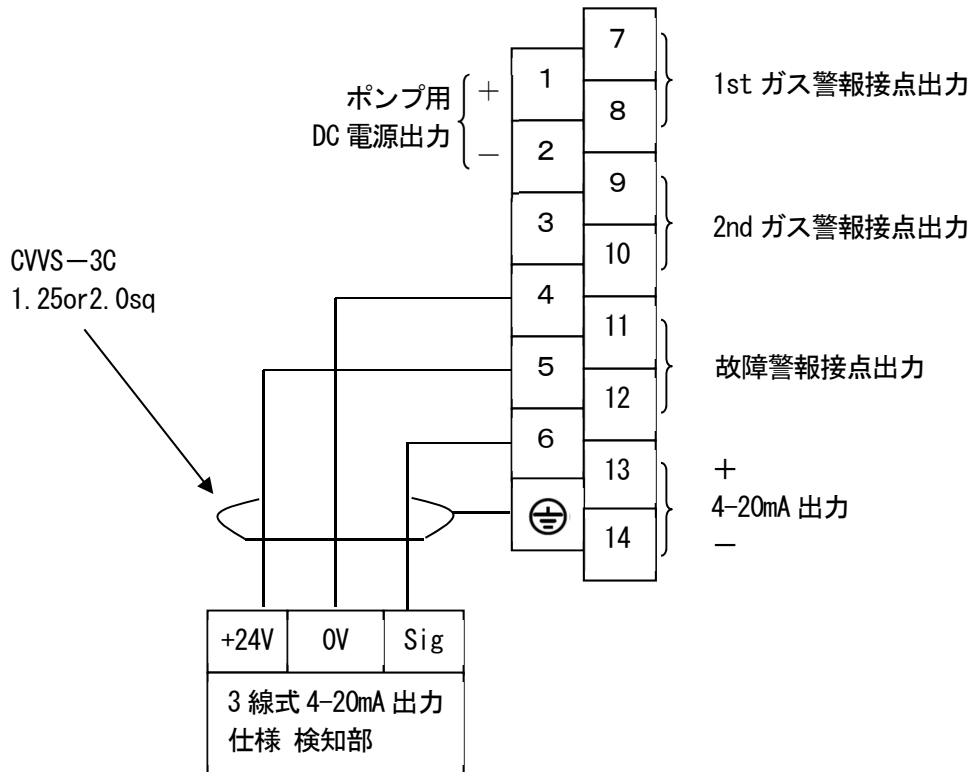 7
1
1st ガス警報接点出力
ポンプ用
+
8
DC 電源出力
－
2
9
3
2nd ガス警報接点出力
10
CVVS－3C
1.25or2.0sq
4
11
5
故障警報接点出力
12
6
13
＋
4-20mA 出力
14
－
+24V
0V
Sig
3 線式 4-20mA 出力
仕様 検知部